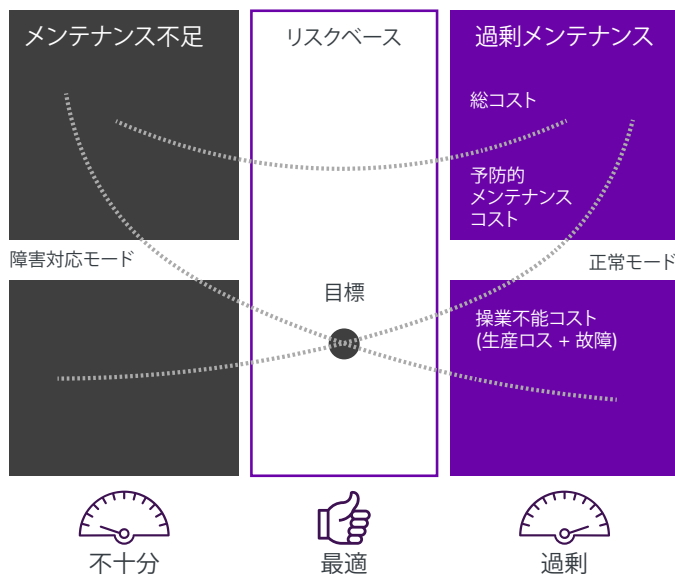 メンテナンス不足
リスクベース
過剰メンテナンス
総コスト
予防的
メンテナンス
コスト
障害対応モード
正常モード
目標
操業不能コスト
(生産ロス + 故障)
不十分
最適
過剰